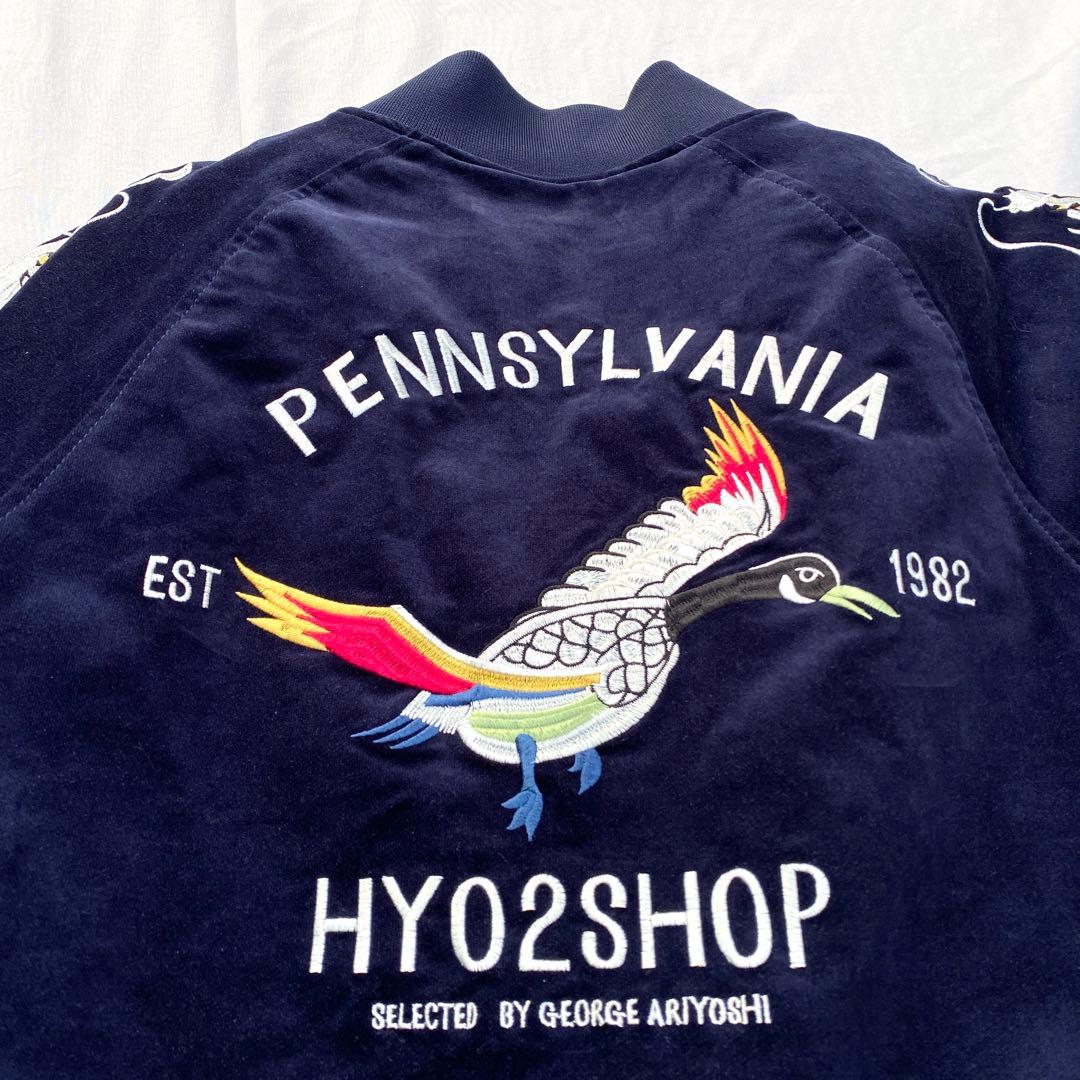 PENNSYLVANIA
EST 1982
HYO2SHOP
SELECTED BY GEORGE ARIYOSHI